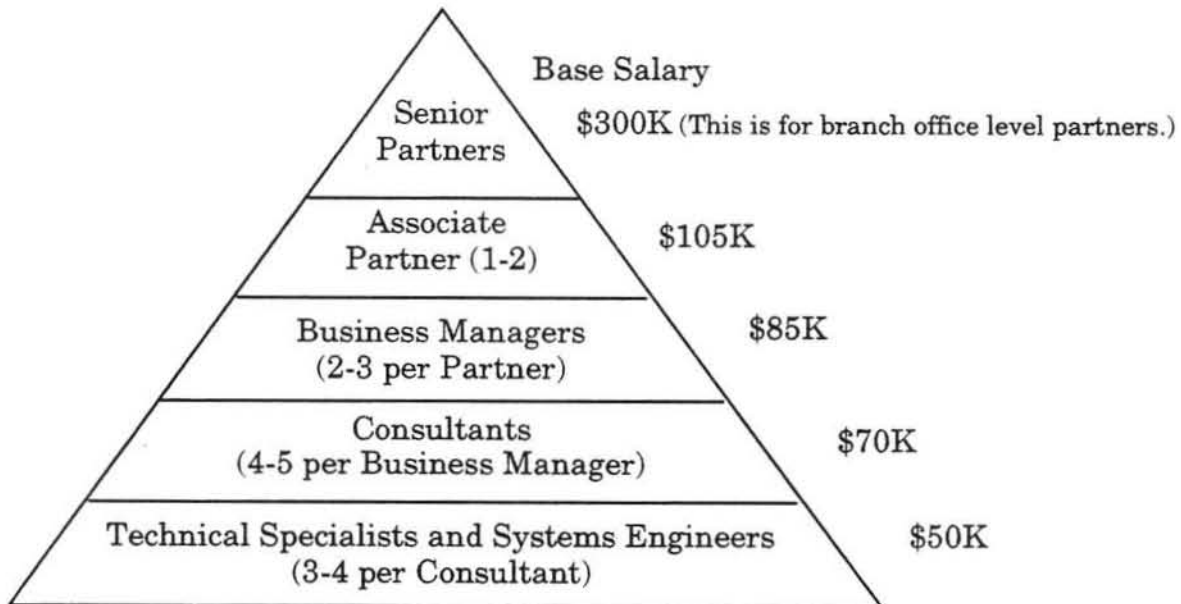 Base Salary
Senior
Partners
$300K (This is for branch office level partners.)
Associate
Partner (1-2)
$105K
Business Managers
(2-3 per Partner)
$85K
Consultants
(4-5 per Business Manager)
$70K
Technical Specialists and Systems Engineers
(3-4 per Consultant)
$50K